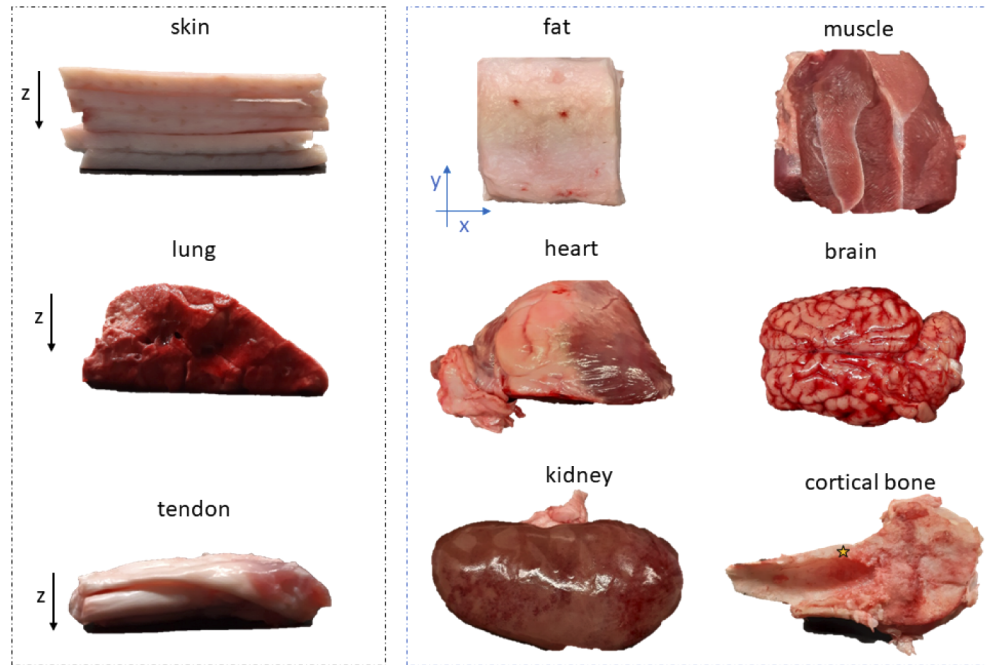 skin
z
lung
z
tendon
z
fat
muscle
y
x
heart
brain
kidney
cortical bone